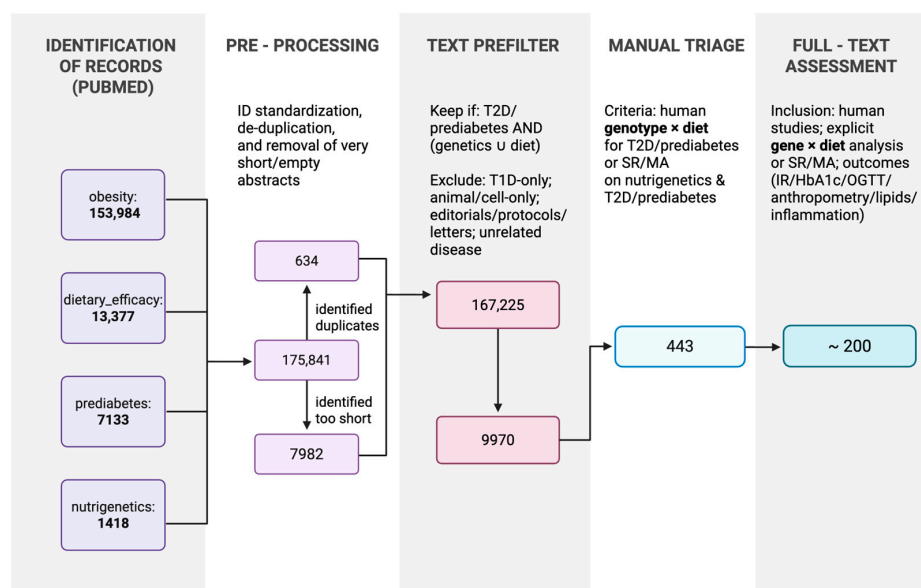 IDENTIFICATION
OF RECORDS
(PUBMED)
obesity:
153,984
dietary_efficacy:
13,377
prediabetes:
7133
nutrigenetics:
1418
PRE - PROCESSING
ID standardization,
de-duplication,
and removal of very
short/empty
abstracts
634
identified
duplicates
175,841
identified
too short
7982
TEXT PREFILTER
Keep if: T2D/
prediabetes AND
(genetics ∪ diet)
Exclude: T1D-only;
animal/cell-only;
editorials/protocols/
letters; unrelated
disease
167,225
9970
MANUAL TRIAGE
Criteria: human
genotype × diet
for T2D/prediabetes
or SR/MA
on nutrigenetics &
T2D/prediabetes
443
FULL - TEXT
ASSESSMENT
Inclusion: human
studies; explicit
gene × diet analysis
or SR/MA; outcomes
(IR/HbA1c/OGTT/
anthropometry/lipids/
inflammation)
~ 200